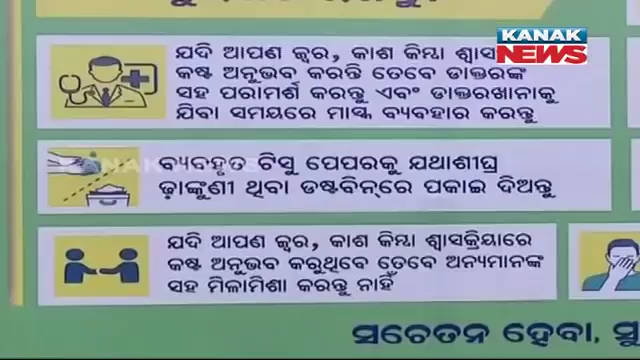 KANAK
NEWS
ଯଦି ଆପଣ ଜ୍ୱର, କାଶ କିମ୍ବା ଶ୍ୱାସ
କଷ୍ଟ ଅନୁଭବ କରନ୍ତି ତେବେ ଡାକ୍ତରଙ୍କ
ସହ ପରାମର୍ଶ କରନ୍ତୁ ଏବଂ ଡାକ୍ତରଖାନାକୁ
ଯିବା ସମୟରେ ମାସ୍କ ବ୍ୟବହାର କରନ୍ତୁ
KANAK NEWS
ବ୍ୟବହୃତ ଟିସୁ ପେପରକୁ ଯଥାଶୀଘ୍ର
ଢ଼ାଙ୍କୁଣୀ ଥିବା ଡଷ୍ଟବିନ୍‌ରେ ପକାଇ ଦିଅନ୍ତୁ
ଯଦି ଆପଣ ଜ୍ୱର, କାଶ କିମ୍ବା ଶ୍ୱାସକ୍ରିୟାରେ
କଷ୍ଟ ଅନୁଭବ କରୁଥିବେ ତେବେ ଅନ୍ୟମାନଙ୍କ
ସହ ମିଳାମିଶା କରନ୍ତୁ ନାହିଁ
ସଚେତନ ହେବା,